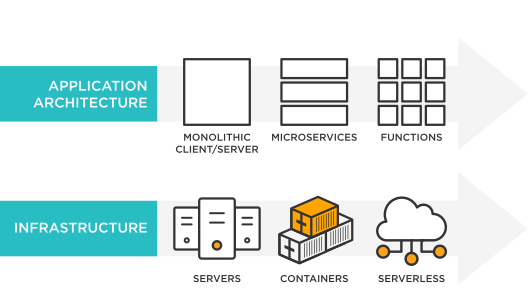 APPLICATION
ARCHITECTURE
MONOLITHIC
CLIENT/SERVER
MICROSERVICES
FUNCTIONS
INFRASTRUCTURE
SERVERS
CONTAINERS
SERVERLESS